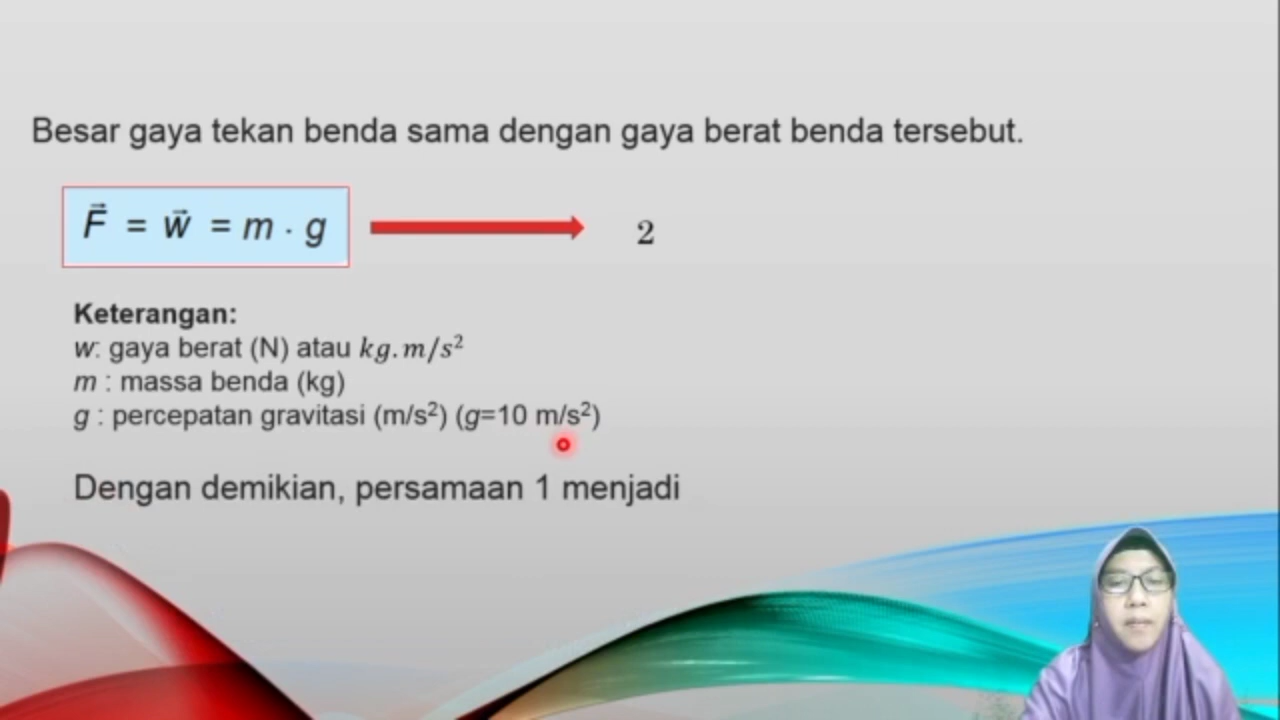 Besar gaya tekan benda sama dengan gaya berat benda tersebut.
F⃗ = w⃗ = m · g
2
Keterangan:
w: gaya berat (N) atau kg.m/s²
m : massa benda (kg)
g : percepatan gravitasi (m/s²) (g=10 m/s²)
Dengan demikian, persamaan 1 menjadi